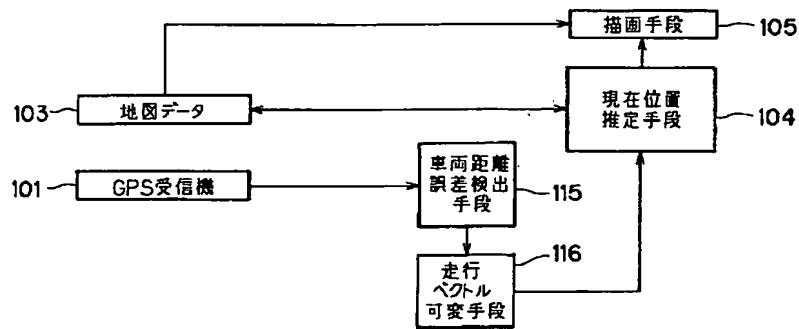 描画手段
105
103
地図データ
現在位置
推定手段
104
101
GPS受信機
車両距離
誤差検出
手段
115
116
走行
ベクトル
可変手段